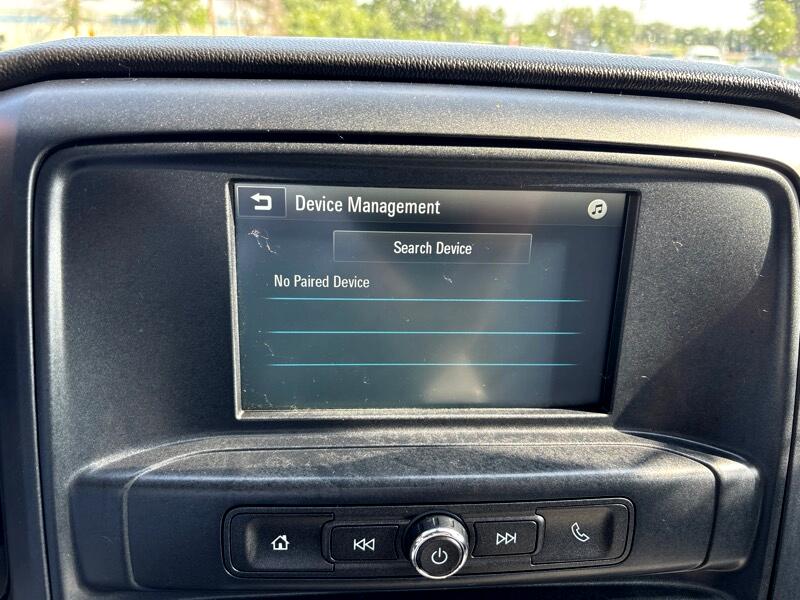 Device Management
Search Device
No Paired Device